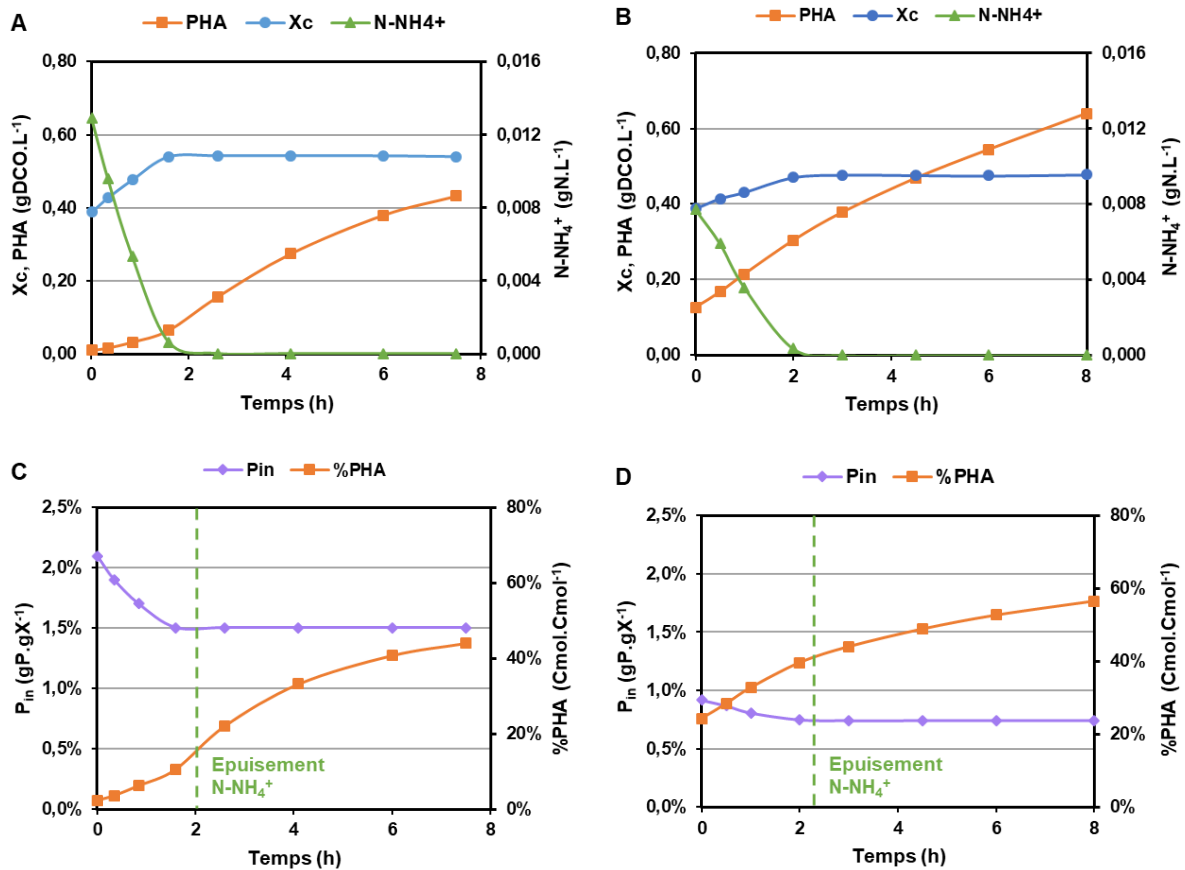 A
PHA Xc N-NH4+
0,80 0,016
0,60 0,012
0,40 0,008
0,20 0,004
0,00 0,000
0 2 4 6 8
Temps (h)
Xc, PHA (gDCO.L⁻¹)
N-NH₄⁺ (gN.L⁻¹)
B
PHA Xc N-NH4+
0,80 0,016
0,60 0,012
0,40 0,008
0,20 0,004
0,00 0,000
0 2 4 6 8
Temps (h)
Xc, PHA (gDCO.L⁻¹)
N-NH₄⁺ (gN.L⁻¹)
C
Pin %PHA
2,5% 80%
2,0% 60%
1,5%
1,0% 40%
0,5% 20%
0,0% 0%
Epuisement
N-NH₄⁺
0 2 4 6 8
Temps (h)
Pᵢₙ (gP.gX⁻¹)
%PHA (Cmol.Cmol⁻¹)
D
Pin %PHA
2,5% 80%
2,0% 60%
1,5%
1,0% 40%
0,5% 20%
0,0% 0%
Epuisement
N-NH₄⁺
0 2 4 6 8
Temps (h)
Pᵢₙ (gP.gX⁻¹)
%PHA (Cmol.Cmol⁻¹)